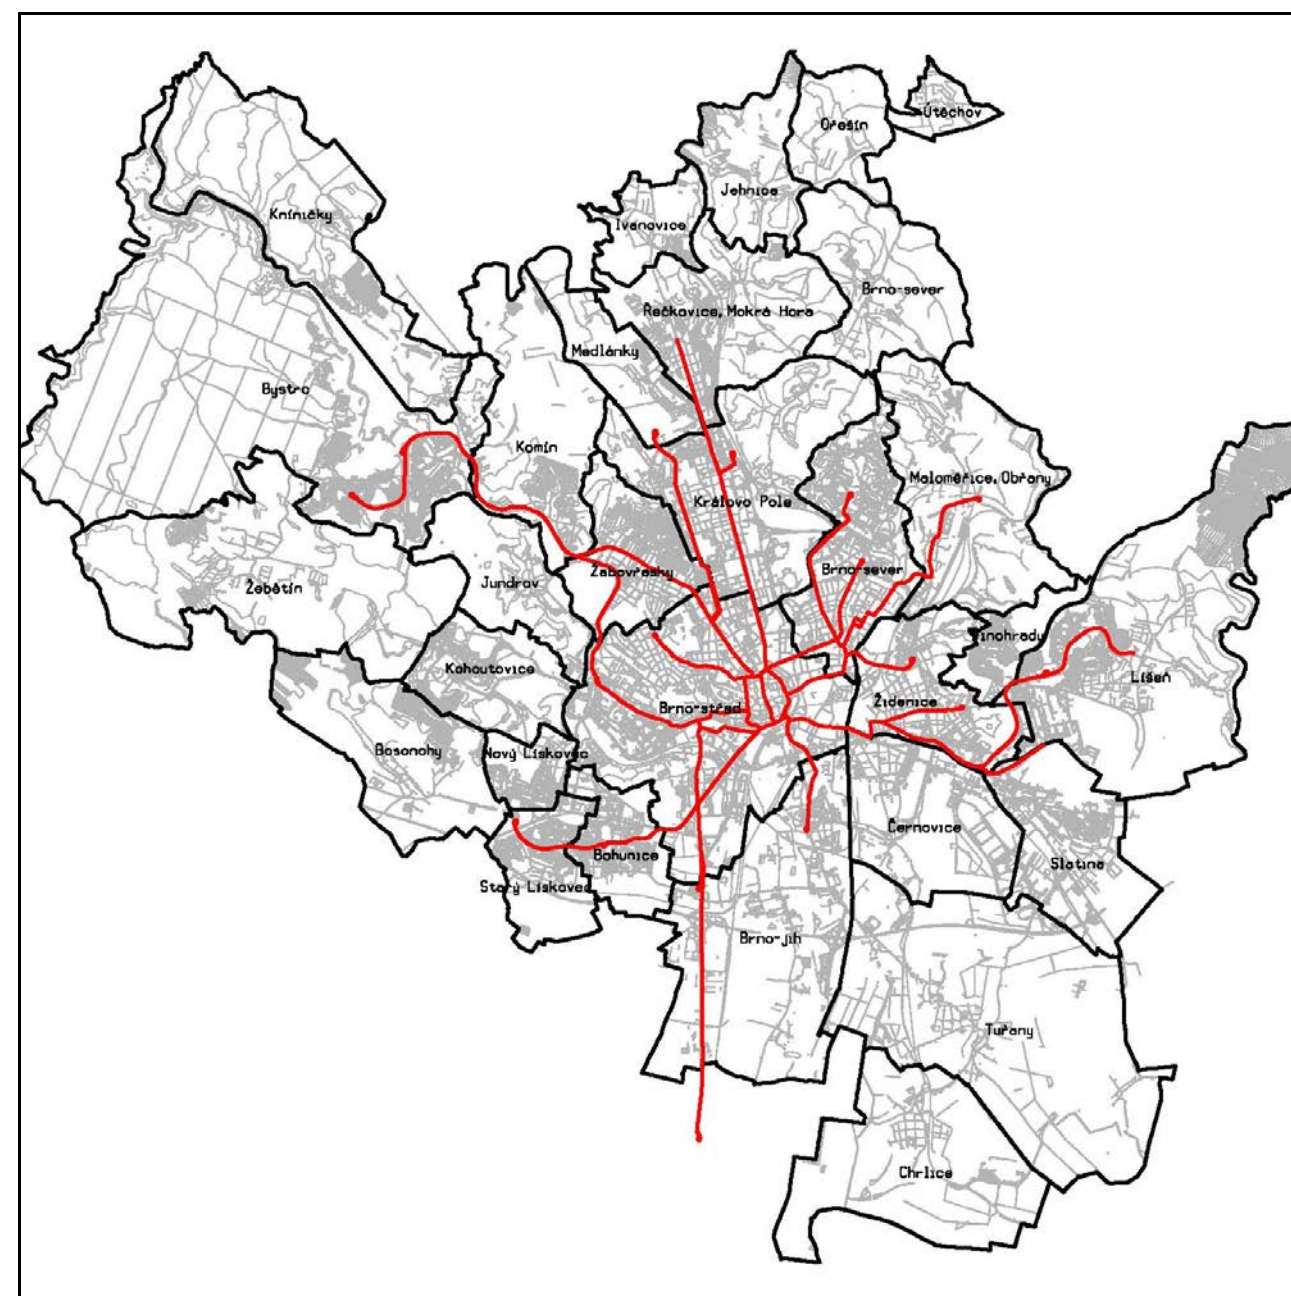 Útěchov
Ořešín
Jehnice
Kníničky
Ivanovice
Brno-sever
Řečkovice, Mokrá Hora
Medlánky
Bystrc
Komín
Maloměřice, Obřany
Královo Pole
Žabovřesky
Brno-sever
Jundrov
Žebětín
Vinohrady
Kohoutovice
Líšeň
Židenice
Brno-střed
Bosonohy
Nový Lískovec
Černovice
Bohunice
Slatina
Starý Lískovec
Brno-jih
Tuřany
Chrlice